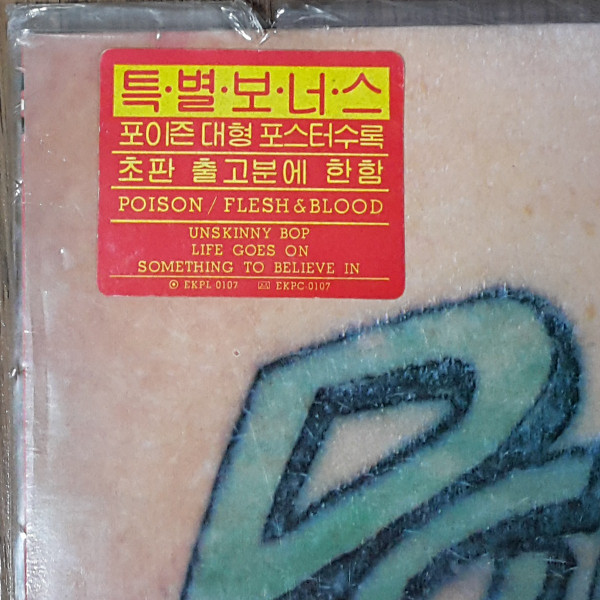 특·별·보·너·스
포이즌 대형 포스터수록
초판 출고분에 한함
POISON / FLESH & BLOOD
UNSKINNY BOP
LIFE GOES ON
SOMETHING TO BELIEVE IN
EKPL-0107 EKPC-0107